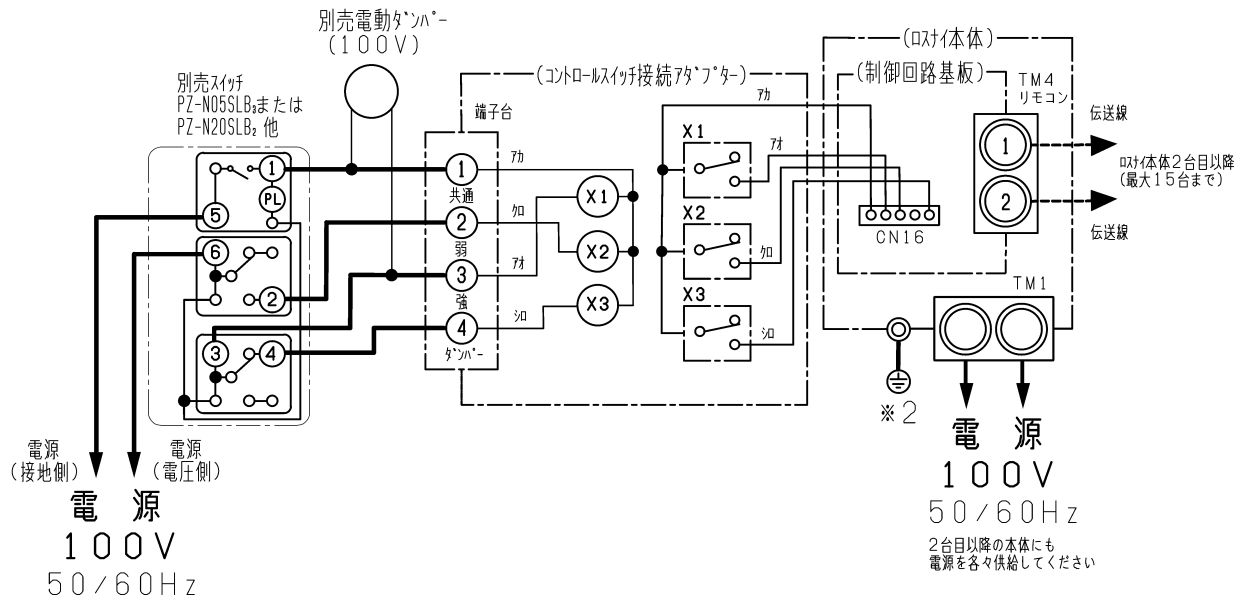 別売電動ダンパー
(100V)
別売スイッチ
PZ-N05SLB₃または
PZ-N20SLB₂ 他
1
PL
5
6
2
3
4
電源
(接地側)
電源
(電圧側)
電 源
100V
50/60Hz
(コントロールスイッチ接続アダプター)
端子台
1
共通
2
弱
3
強
4
ダンパー
アカ
クロ
アオ
シロ
X1
X2
X3
アカ
X1
アオ
X2
クロ
X3
シロ
(ロスナイ本体)
(制御回路基板)
CN16
TM4
リモコン
1
2
伝送線
ロスナイ本体2台目以降
(最大15台まで)
伝送線
TM1
※2
電 源
100V
50/60Hz
2台目以降の本体にも
電源を各々供給してください